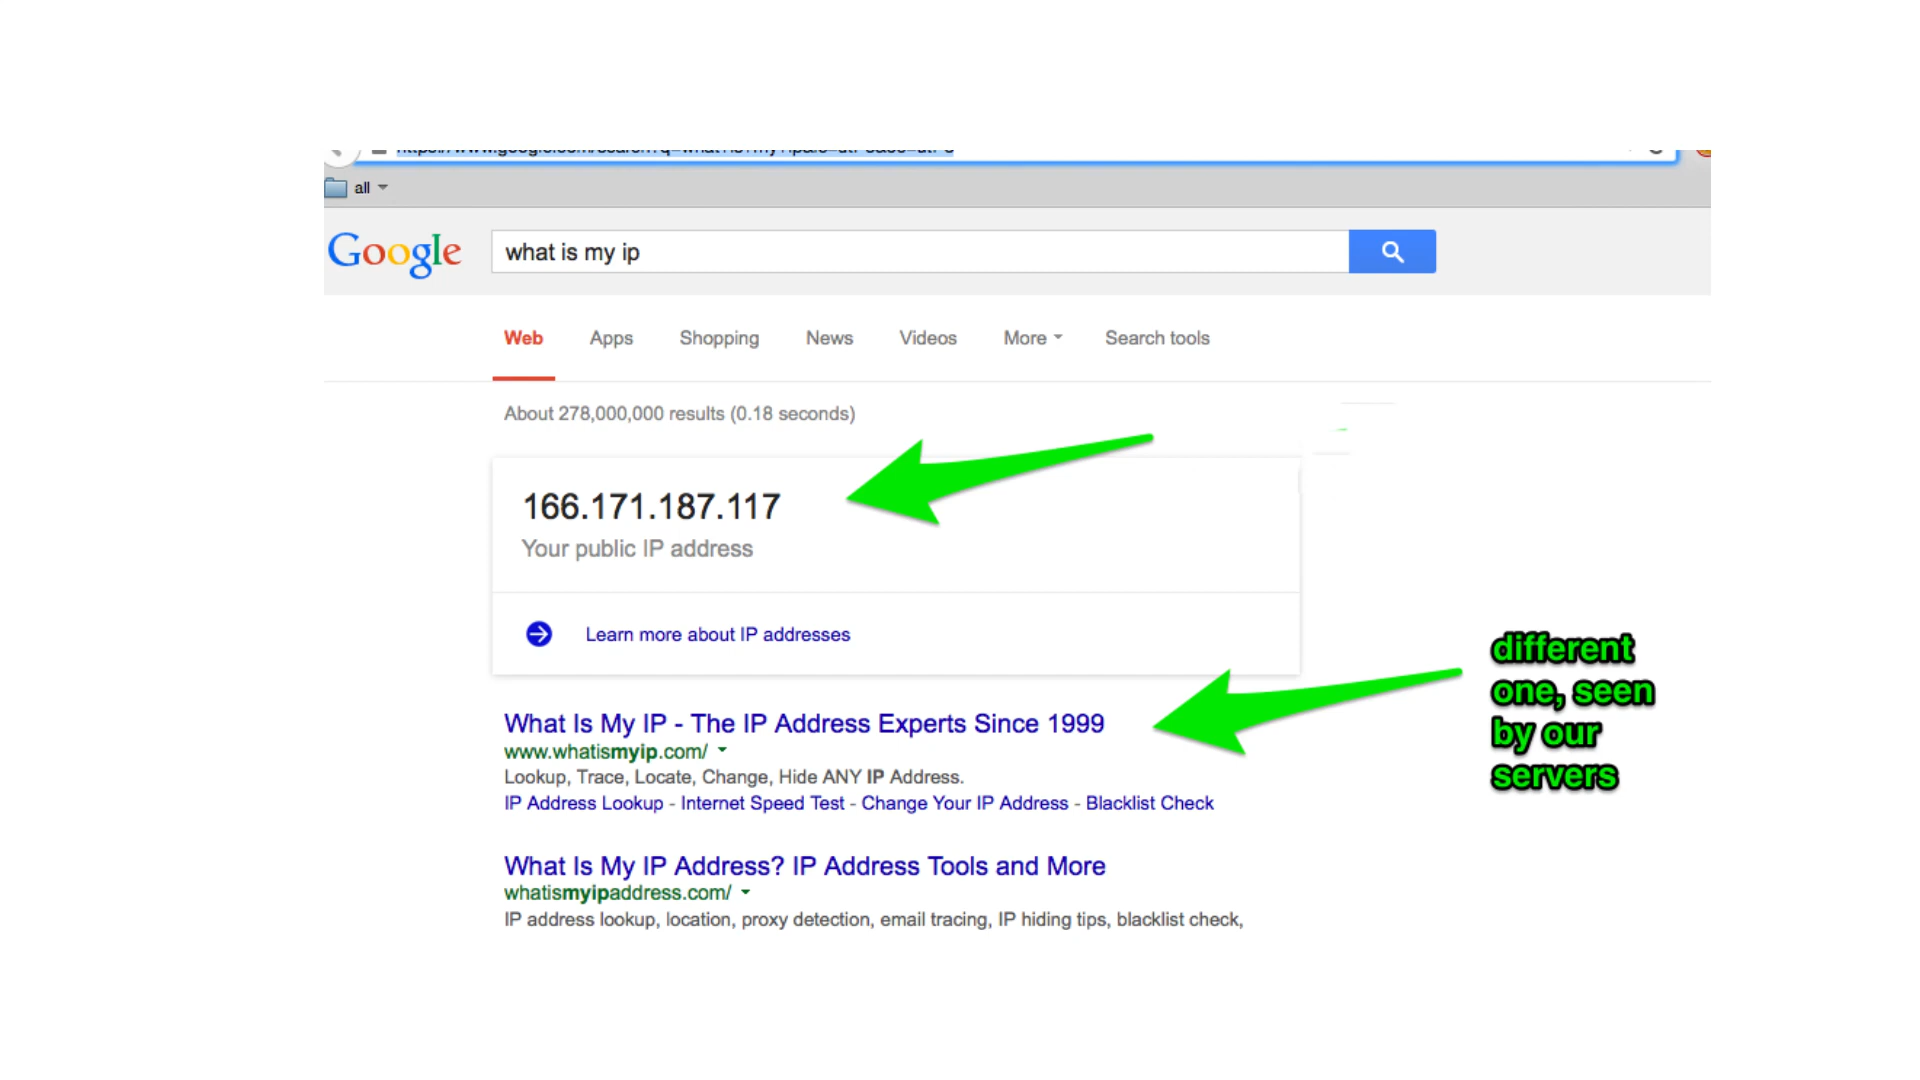 all
Google
what is my ip
Web Apps Shopping News Videos More Search tools
About 278,000,000 results (0.18 seconds)
166.171.187.117
Your public IP address
Learn more about IP addresses
What Is My IP - The IP Address Experts Since 1999
www.whatismyip.com/
Lookup, Trace, Locate, Change, Hide ANY IP Address.
IP Address Lookup - Internet Speed Test - Change Your IP Address - Blacklist Check
different
one, seen
by our
servers
What Is My IP Address? IP Address Tools and More
whatismyipaddress.com/
IP address lookup, location, proxy detection, email tracing, IP hiding tips, blacklist check,